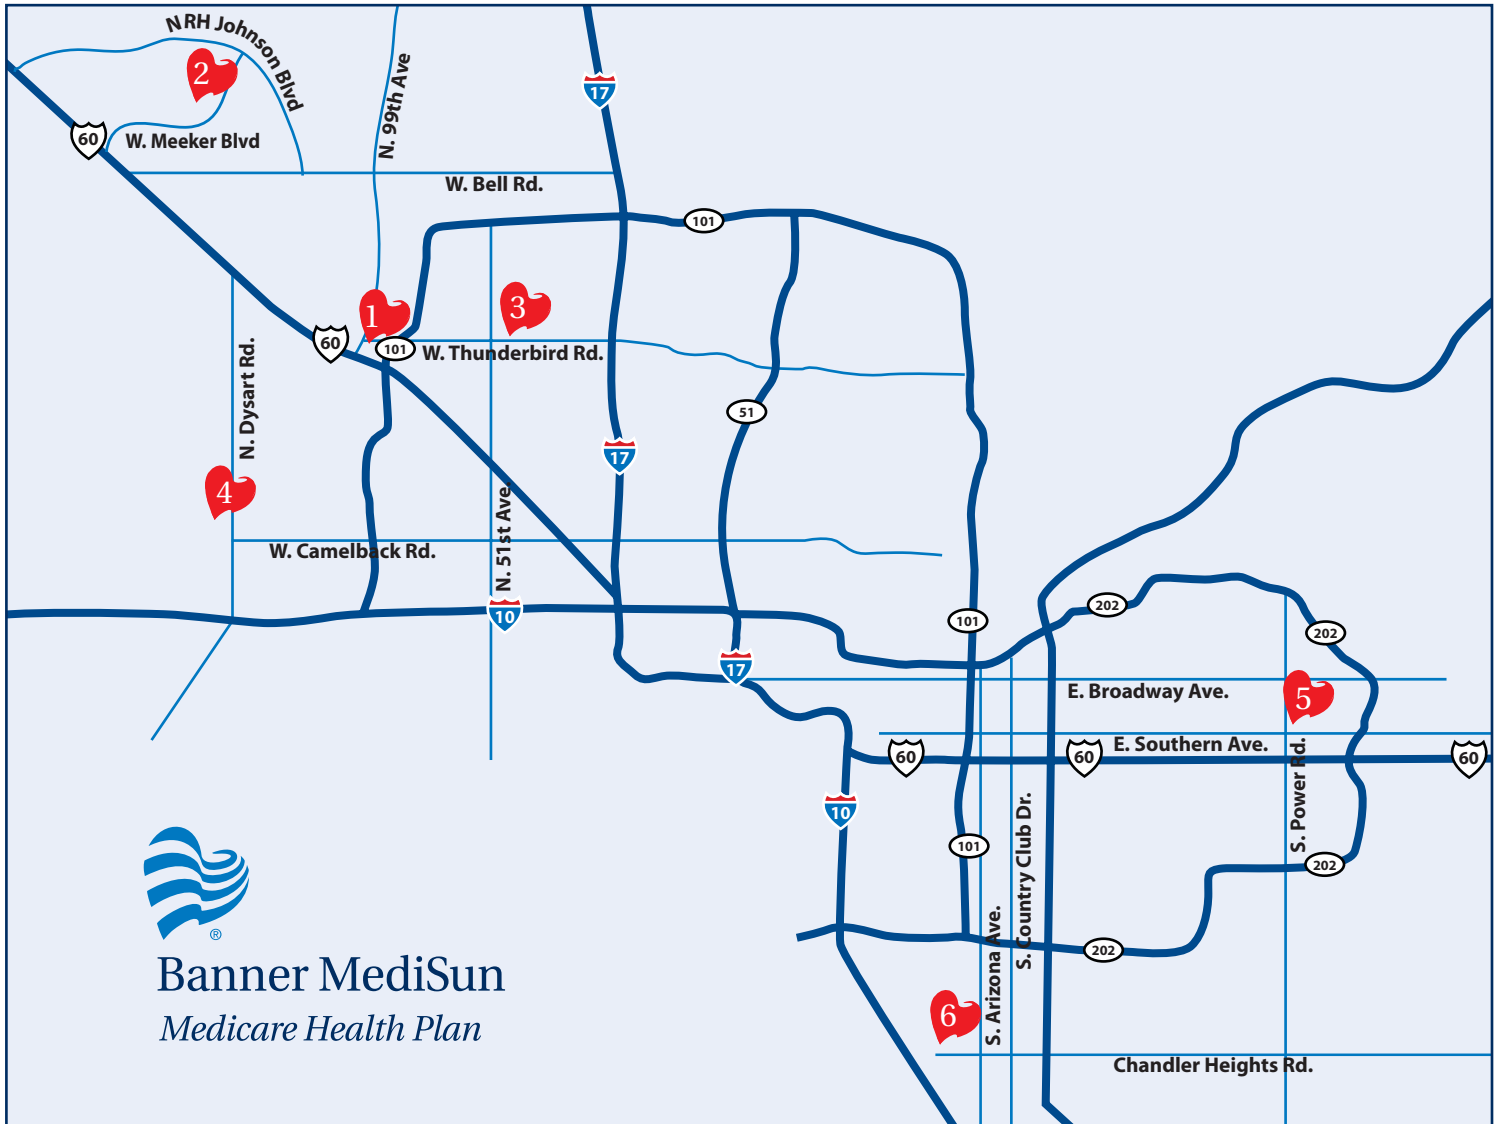 N RH Johnson Blvd
2
N. 99th Ave
17
60
W. Meeker Blvd
W. Bell Rd.
101
1
3
60
101
W. Thunderbird Rd.
N. Dysart Rd.
51
17
4
N. 51st Ave.
W. Camelback Rd.
10
101
202
202
17
E. Broadway Ave.
5
E. Southern Ave.
60
60
60
S. Power Rd.
10
S. Country Club Dr.
101
202
®
S. Arizona Ave.
202
Banner MediSun
Medicare Health Plan
6
Chandler Heights Rd.